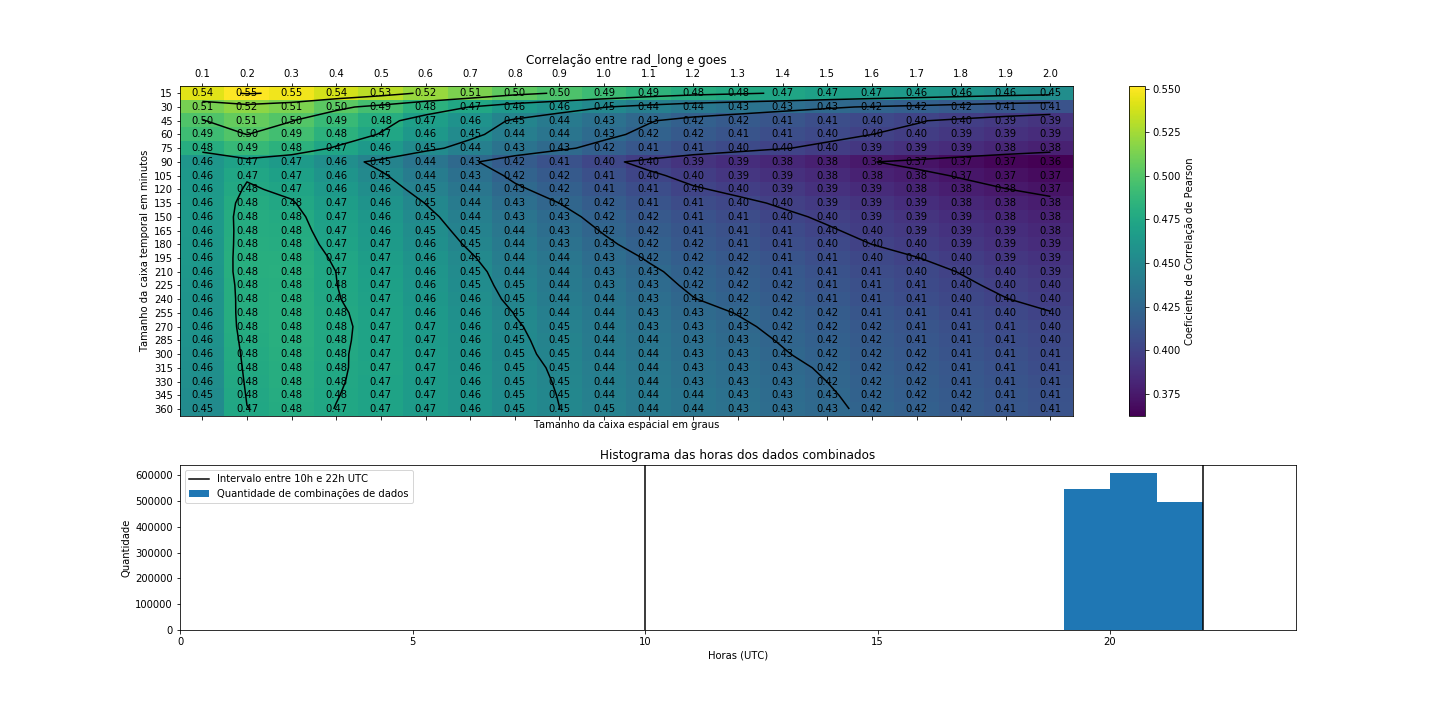 Correlação entre rad_long e goes
0.1 0.2 0.3 0.4 0.5 0.6 0.7 0.8 0.9 1.0 1.1 1.2 1.3 1.4 1.5 1.6 1.7 1.8 1.9 2.0
15 0.54 0.55 0.55 0.54 0.53 0.52 0.51 0.50 0.50 0.49 0.49 0.48 0.48 0.47 0.47 0.47 0.46 0.46 0.46 0.45
30 0.51 0.52 0.51 0.50 0.49 0.48 0.47 0.46 0.46 0.45 0.44 0.44 0.43 0.43 0.43 0.42 0.42 0.42 0.41 0.41
45 0.50 0.51 0.50 0.49 0.48 0.47 0.46 0.45 0.44 0.43 0.43 0.42 0.42 0.41 0.41 0.40 0.40 0.40 0.39 0.39
60 0.49 0.50 0.49 0.48 0.47 0.46 0.45 0.44 0.43 0.43 0.42 0.42 0.41 0.41 0.40 0.40 0.40 0.39 0.39 0.39
75 0.48 0.49 0.48 0.47 0.46 0.45 0.44 0.43 0.43 0.42 0.41 0.41 0.40 0.40 0.40 0.39 0.39 0.39 0.38 0.38
90 0.46 0.47 0.47 0.46 0.45 0.44 0.43 0.42 0.41 0.40 0.40 0.39 0.39 0.38 0.38 0.38 0.37 0.37 0.37 0.36
105 0.46 0.47 0.47 0.46 0.45 0.44 0.43 0.42 0.42 0.41 0.40 0.40 0.39 0.39 0.38 0.38 0.38 0.37 0.37 0.37
120 0.46 0.48 0.47 0.46 0.46 0.45 0.44 0.43 0.42 0.41 0.41 0.40 0.40 0.39 0.39 0.39 0.38 0.38 0.38 0.37
135 0.46 0.48 0.48 0.47 0.46 0.45 0.44 0.43 0.42 0.42 0.41 0.41 0.40 0.40 0.39 0.39 0.39 0.38 0.38 0.38
150 0.46 0.48 0.48 0.47 0.46 0.45 0.44 0.43 0.43 0.42 0.42 0.41 0.41 0.40 0.40 0.39 0.39 0.39 0.38 0.38
165 0.46 0.48 0.48 0.47 0.46 0.45 0.45 0.44 0.43 0.42 0.42 0.41 0.41 0.41 0.40 0.40 0.39 0.39 0.39 0.38
180 0.46 0.48 0.48 0.47 0.47 0.46 0.45 0.44 0.43 0.43 0.42 0.42 0.41 0.41 0.40 0.40 0.40 0.39 0.39 0.39
195 0.46 0.48 0.48 0.47 0.47 0.46 0.45 0.44 0.44 0.43 0.42 0.42 0.41 0.41 0.41 0.40 0.40 0.40 0.39 0.39
210 0.46 0.48 0.48 0.47 0.47 0.46 0.45 0.44 0.44 0.43 0.43 0.42 0.42 0.41 0.41 0.41 0.40 0.40 0.40 0.39
225 0.46 0.48 0.48 0.48 0.47 0.46 0.45 0.45 0.44 0.43 0.43 0.42 0.42 0.42 0.41 0.41 0.41 0.40 0.40 0.40
240 0.46 0.48 0.48 0.48 0.47 0.46 0.45 0.45 0.44 0.44 0.43 0.43 0.42 0.42 0.41 0.41 0.41 0.40 0.40 0.40
255 0.46 0.48 0.48 0.48 0.47 0.46 0.46 0.45 0.44 0.44 0.43 0.43 0.42 0.42 0.42 0.41 0.41 0.41 0.40 0.40
270 0.46 0.48 0.48 0.48 0.47 0.47 0.46 0.45 0.45 0.44 0.43 0.43 0.43 0.42 0.42 0.42 0.41 0.41 0.41 0.40
285 0.46 0.48 0.48 0.48 0.47 0.47 0.46 0.45 0.45 0.44 0.44 0.43 0.43 0.42 0.42 0.42 0.41 0.41 0.41 0.40
300 0.46 0.48 0.48 0.48 0.47 0.47 0.46 0.45 0.45 0.44 0.44 0.43 0.43 0.43 0.42 0.42 0.42 0.41 0.41 0.41
315 0.46 0.48 0.48 0.48 0.47 0.47 0.46 0.45 0.45 0.44 0.44 0.43 0.43 0.43 0.42 0.42 0.42 0.41 0.41 0.41
330 0.46 0.48 0.48 0.48 0.47 0.47 0.46 0.45 0.45 0.44 0.44 0.43 0.43 0.43 0.42 0.42 0.42 0.41 0.41 0.41
345 0.45 0.48 0.48 0.48 0.47 0.47 0.46 0.45 0.45 0.44 0.44 0.44 0.43 0.43 0.43 0.42 0.42 0.41 0.41 0.41
360 0.45 0.47 0.48 0.47 0.47 0.47 0.46 0.45 0.45 0.45 0.44 0.44 0.43 0.43 0.43 0.42 0.42 0.42 0.41 0.41
Tamanho da caixa temporal em minutos
Tamanho da caixa espacial em graus
0.550
0.525
0.500
0.475
0.450
0.425
0.400
0.375
Coeficiente de Correlação de Pearson
Histograma das horas dos dados combinados
Intervalo entre 10h e 22h UTC
Quantidade de combinações de dados
600000
500000
400000
300000
200000
100000
0
Quantidade
0 5 10 15 20
Horas (UTC)